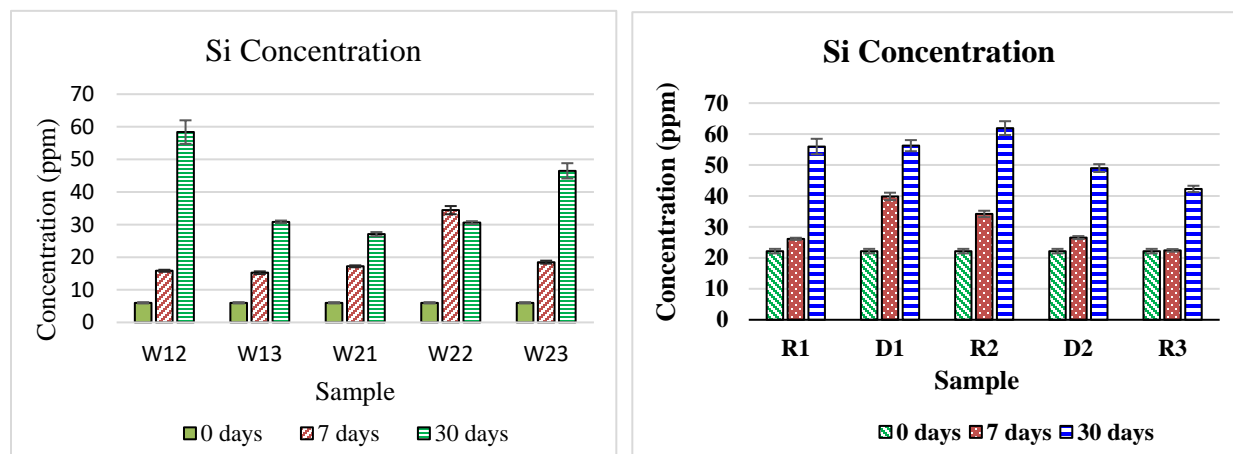 Si Concentration
Concentration (ppm)
70
60
50
40
30
20
10
0
W12 W13 W21 W22 W23
Sample
0 days 7 days 30 days
Si Concentration
Concentration (ppm)
70
60
50
40
30
20
10
0
R1 D1 R2 D2 R3
Sample
0 days 7 days 30 days